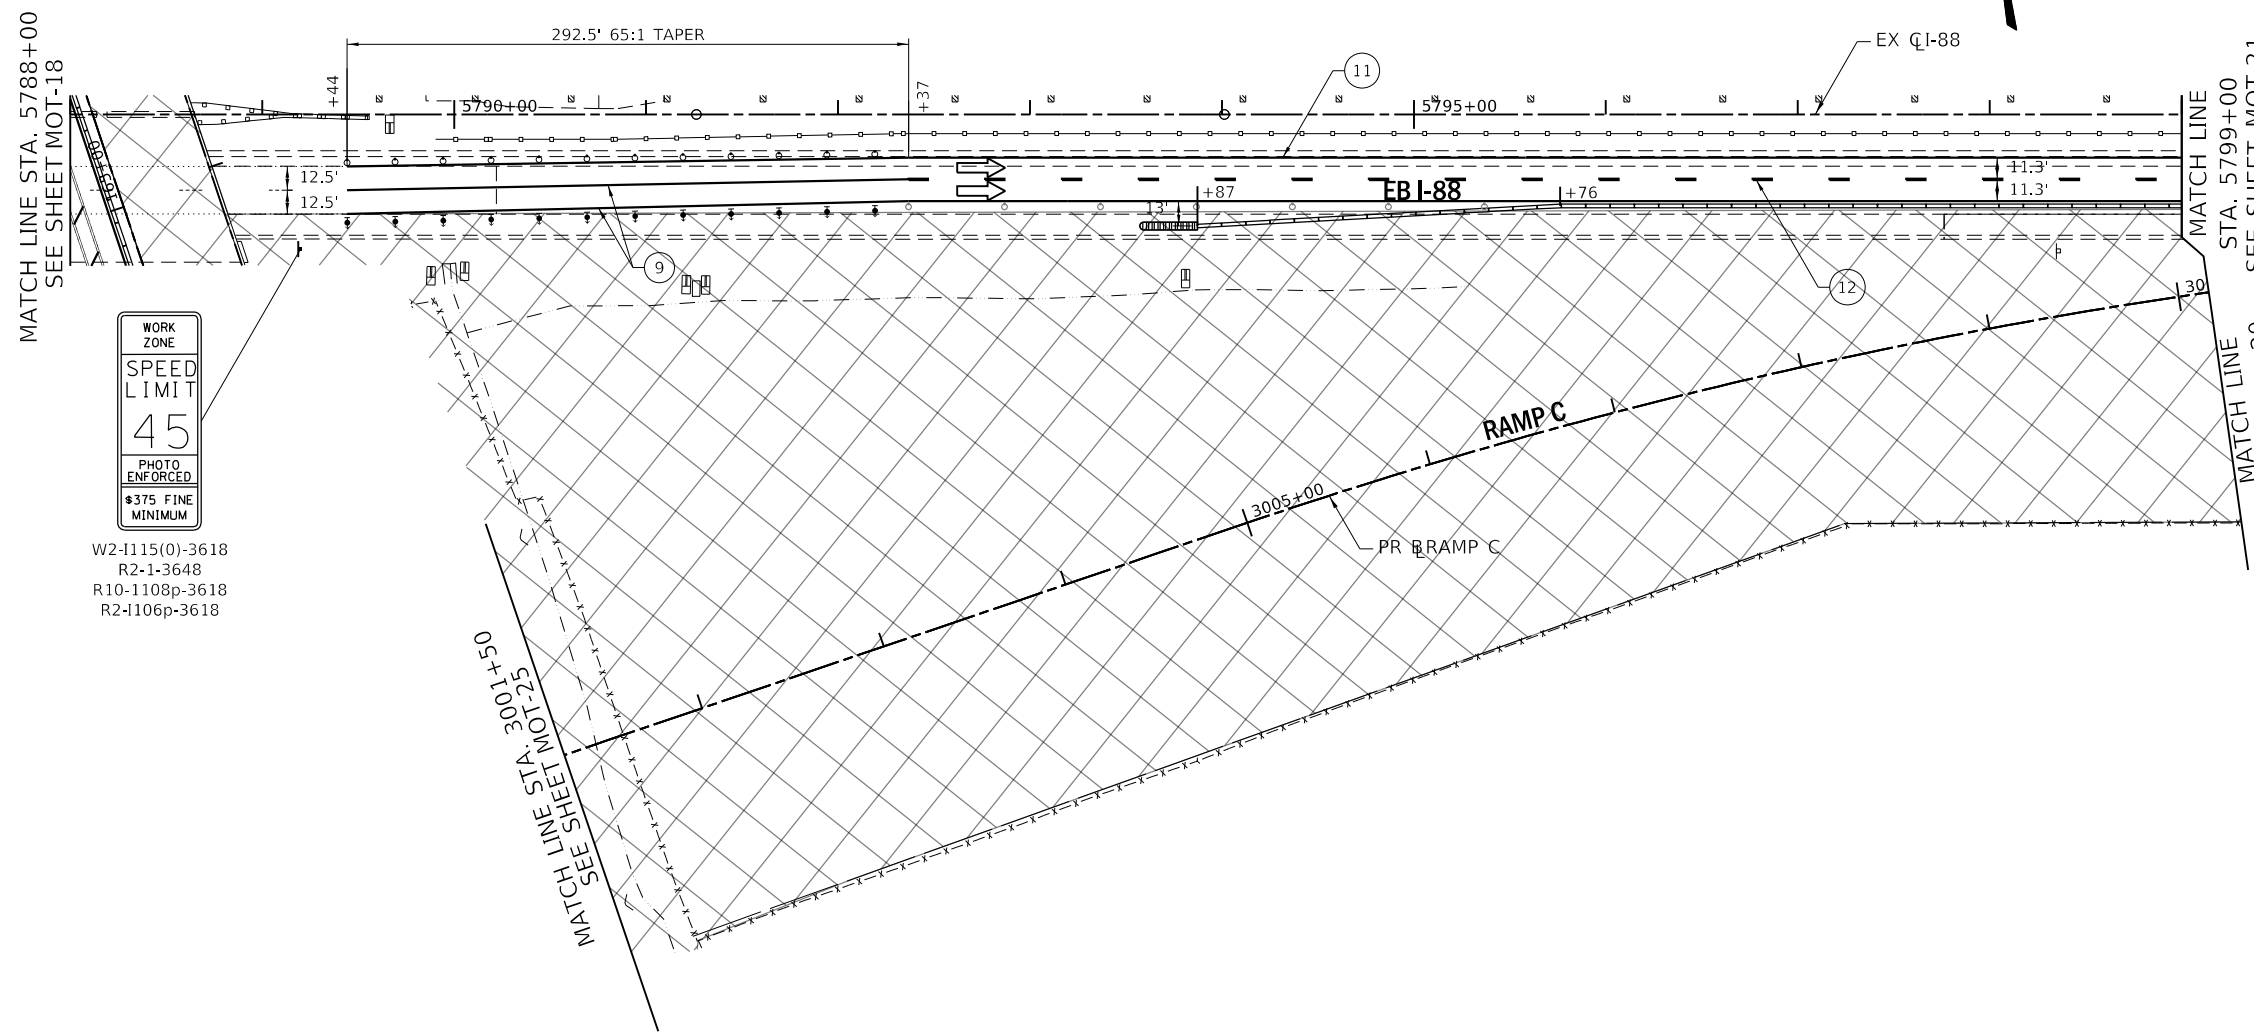 MATCH LINE STA. 5788+00
SEE SHEET MOT-18
292.5' 65:1 TAPER
+44
+37
11
EX ℄ I-88
5790+00
5795+00
12.5'
12.5'
EB I-88
+87
13'
+76
11.3'
11.3'
9
12
MATCH LINE
STA. 5799+00
MATCH LINE
WORK
ZONE
SPEED
LIMIT
45
PHOTO
ENFORCED
$375 FINE
MINIMUM
W2-I115(0)-3618
R2-1-3648
R10-1108p-3618
R2-I106p-3618
RAMP C
3005+00
PR BL RAMP C
30
MATCH LINE STA. 3001+50
SEE SHEET MOT-25